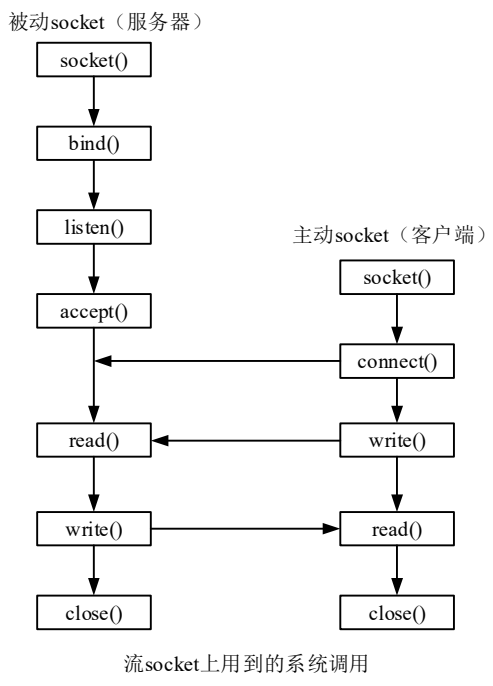 被动socket（服务器）
socket()
bind()
listen()
accept()
read()
write()
close()
主动socket（客户端）
socket()
connect()
write()
read()
close()
流socket上用到的系统调用